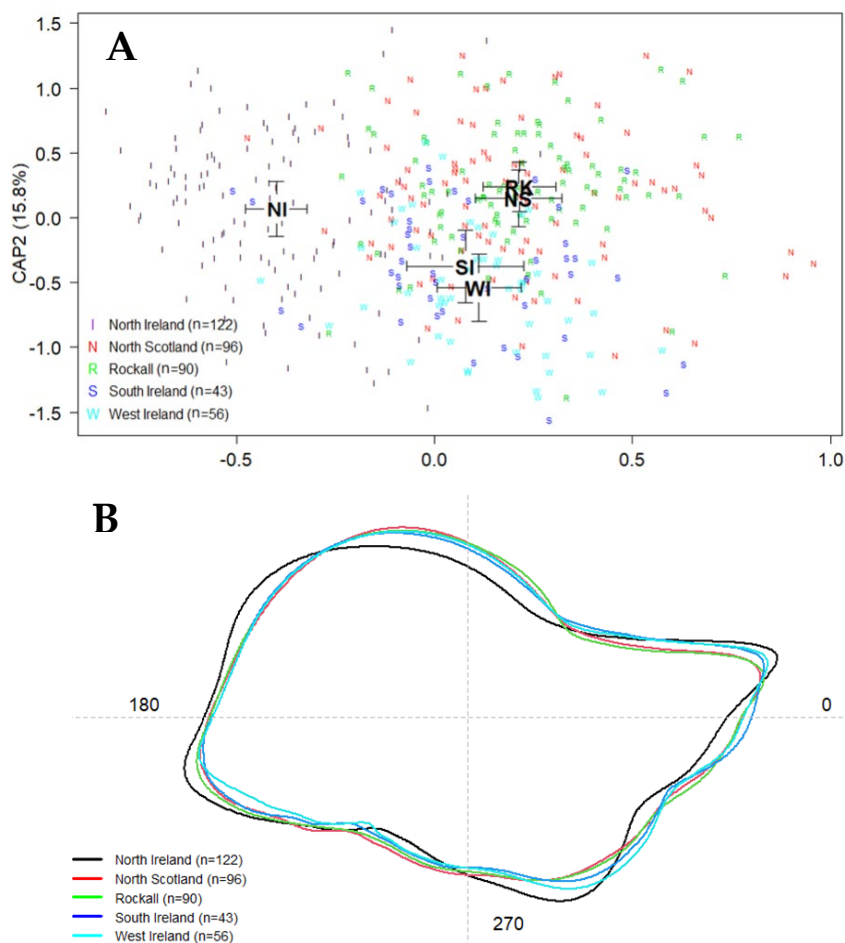 A
1.5
1.0
0.5
0.0
-0.5
-1.0
-1.5
CAP2 (15.8%)
NI
RK
NS
SI
WI
I North Ireland (n=122)
N North Scotland (n=96)
R Rockall (n=90)
S South Ireland (n=43)
W West Ireland (n=56)
-0.5 0.0 0.5 1.0
B
180 0
270
North Ireland (n=122)
North Scotland (n=96)
Rockall (n=90)
South Ireland (n=43)
West Ireland (n=56)